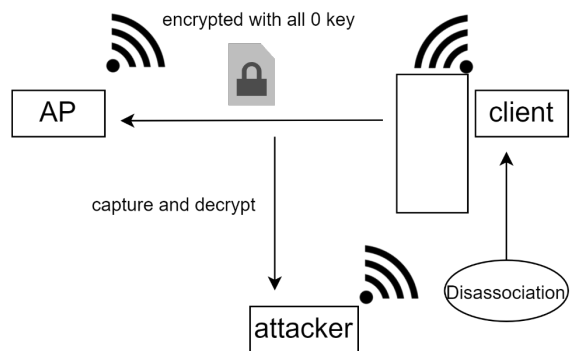 encrypted with all 0 key
AP
client
capture and decrypt
Disassociation
attacker